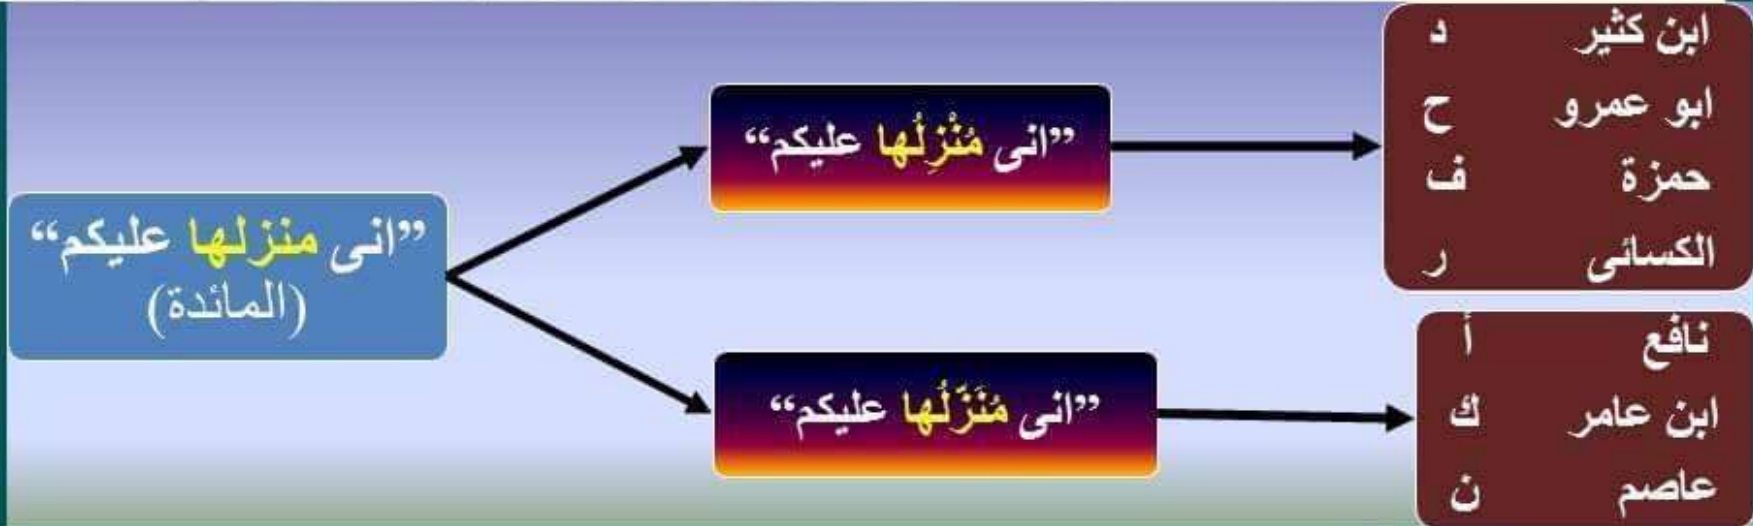 ”انى منزلها عليكم“
(المائدة)
”انى مُنْزِلُها عليكم“
ابن كثير د
ابو عمرو ح
حمزة ف
الكسائى ر
”انى مُنَزّلُها عليكم“
نافع أ
ابن عامر ك
عاصم ن